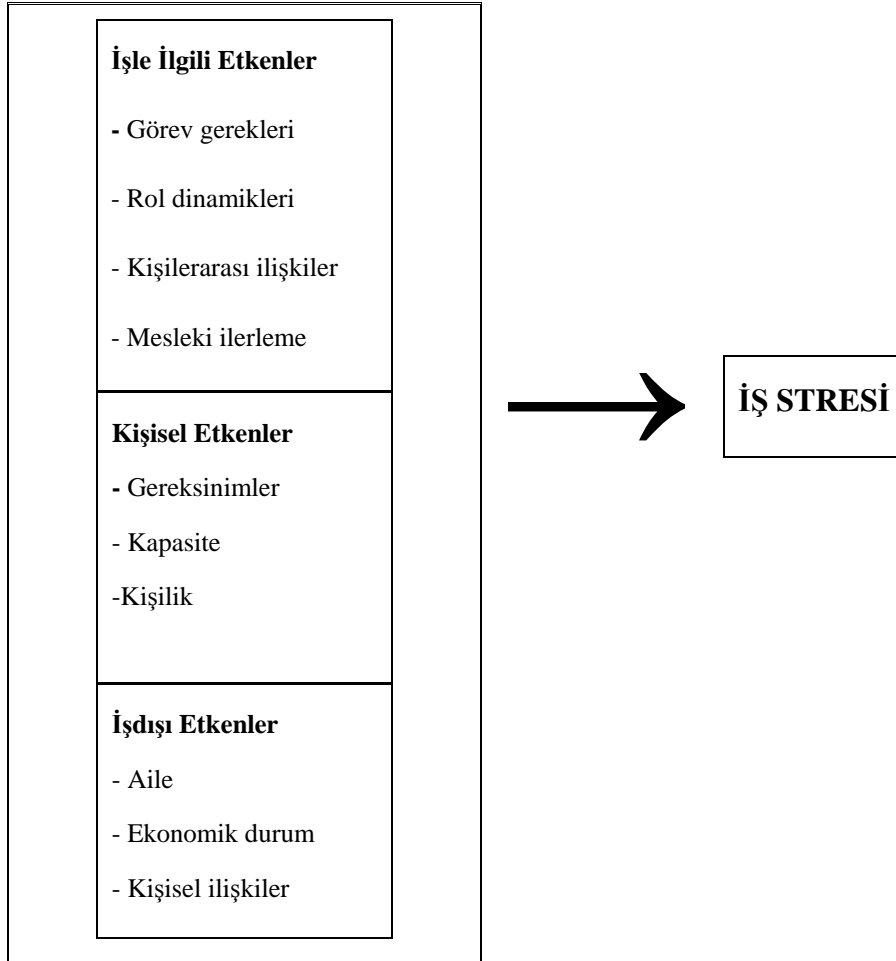 İşle İlgili Etkenler
- Görev gerekleri
- Rol dinamikleri
- Kişilerarası ilişkiler
- Mesleki ilerleme
Kişisel Etkenler
- Gereksinimler
- Kapasite
-Kişilik
İşdışı Etkenler
- Aile
- Ekonomik durum
- Kişisel ilişkiler
İŞ STRESİ